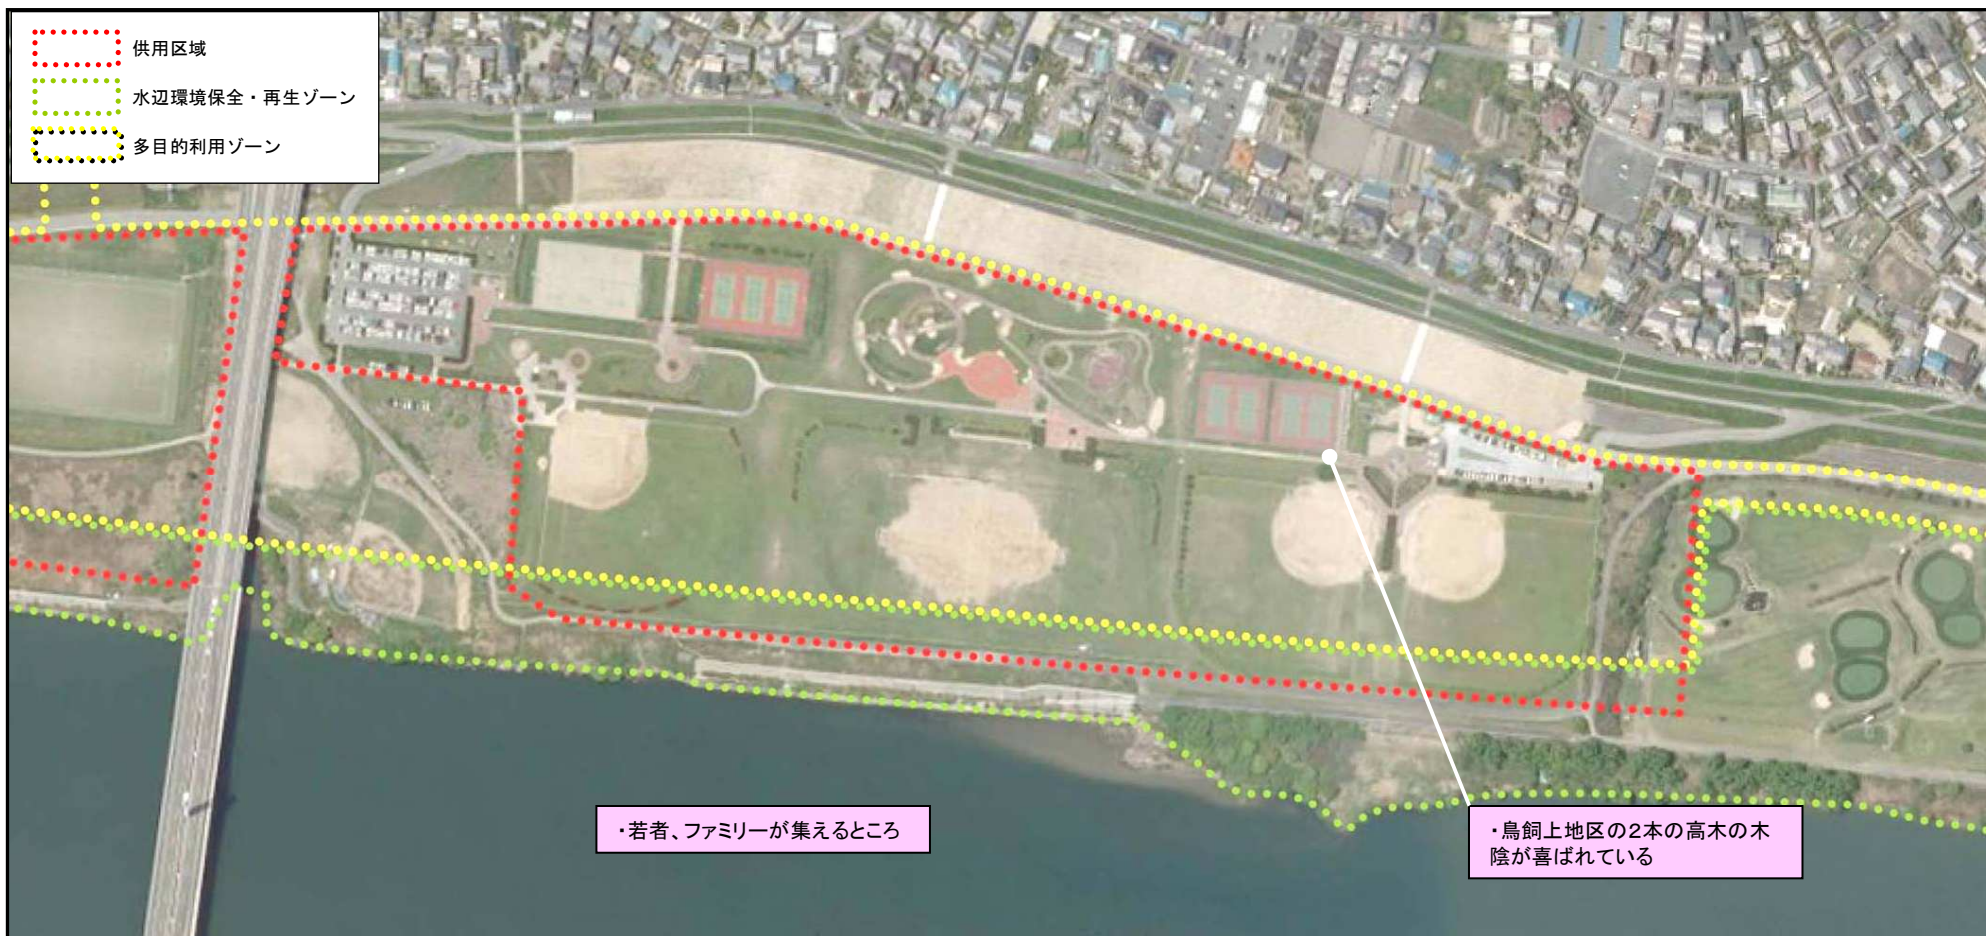 供用区域
水辺環境保全・再生ゾーン
多目的利用ゾーン
・若者、ファミリーが集えるところ
・鳥飼上地区の2本の高木の木
陰が喜ばれている